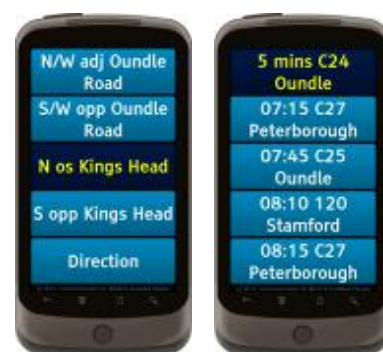 N/W adj Oundle
Road
S/W opp Oundle
Road
N os Kings Head
S opp Kings Head
Direction
5 mins C24
Oundle
07:15 C27
Peterborough
07:45 C25
Oundle
08:10 120
Stamford
08:15 C27
Peterborough